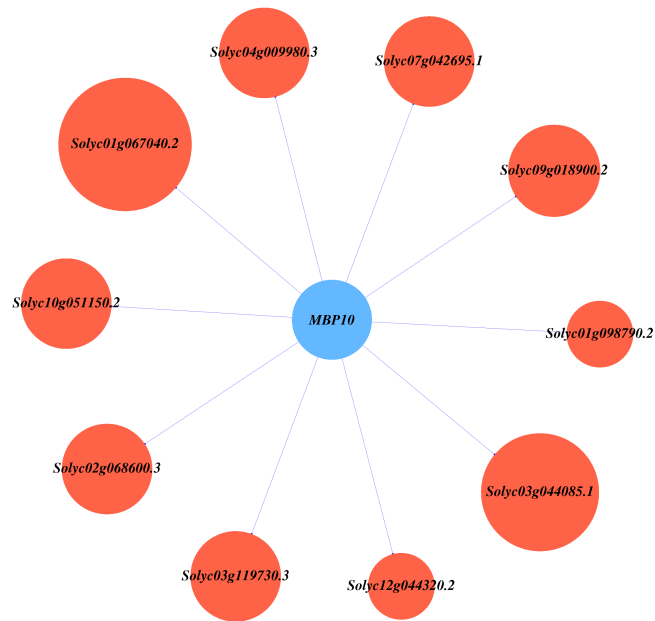 Solyc04g009980.3
Solyc07g042695.1
Solyc01g067040.2
Solyc09g018900.2
Solyc10g051150.2
MBP10
Solyc01g098790.2
Solyc02g068600.3
Solyc03g044085.1
Solyc03g119730.3
Solyc12g044320.2